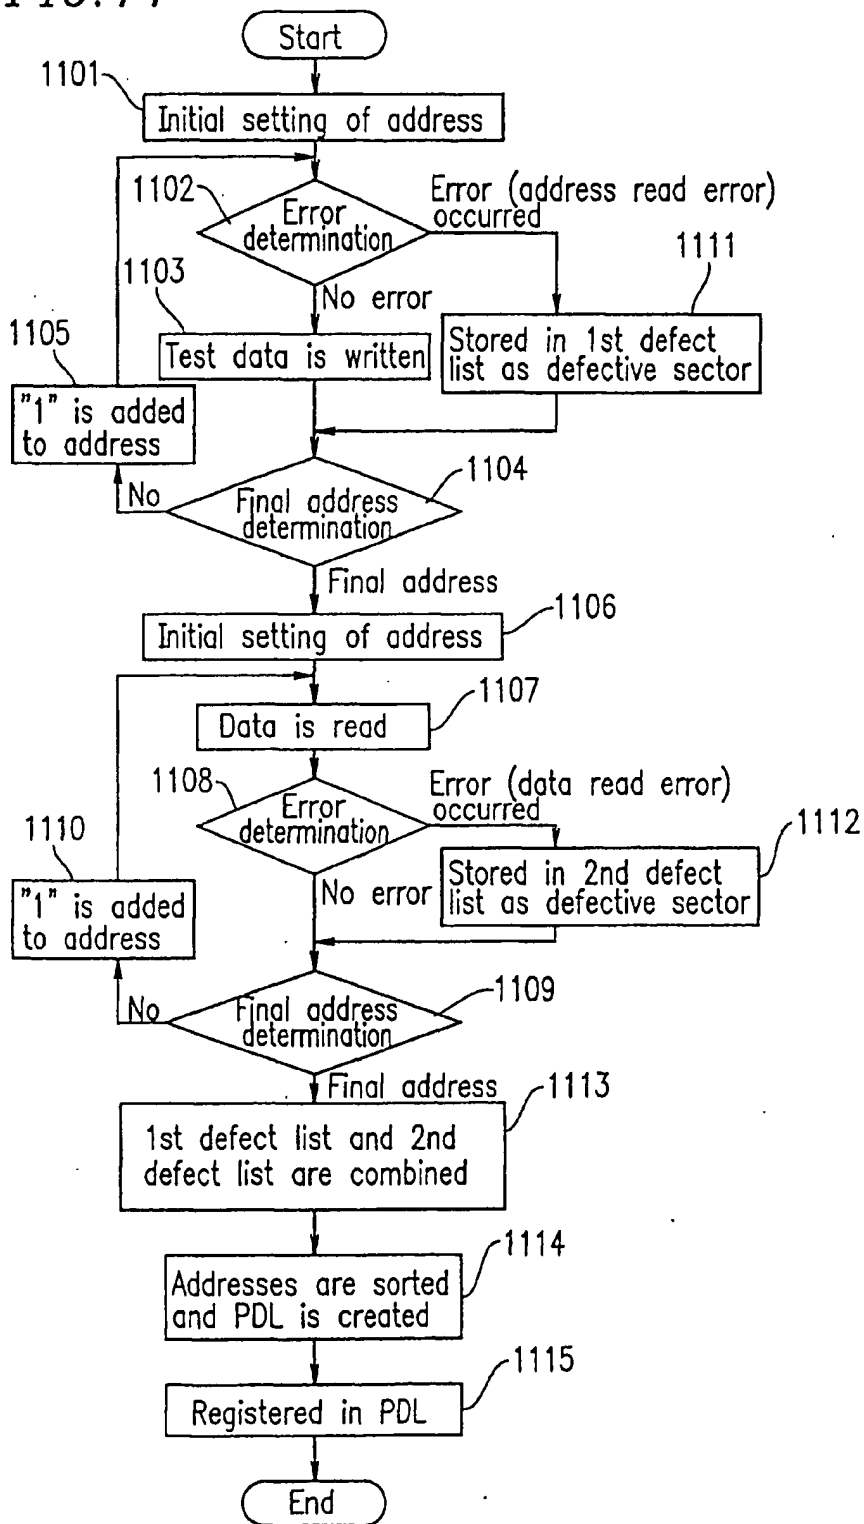 Start
1101
Initial setting of address
1102
Error
determination
Error (address read error)
occurred
1103
No error
1111
1105
Test data is written
Stored in 1st defect
list as defective sector
"1" is added
to address
1104
No
Final address
determination
Final address
1106
Initial setting of address
1107
Data is read
1108
Error
determination
Error (data read error)
occurred
1110
1112
No error
Stored in 2nd defect
list as defective sector
"1" is added
to address
1109
No
Final address
determination
Final address
1113
1st defect list and 2nd
defect list are combined
1114
Addresses are sorted
and PDL is created
1115
Registered in PDL
End